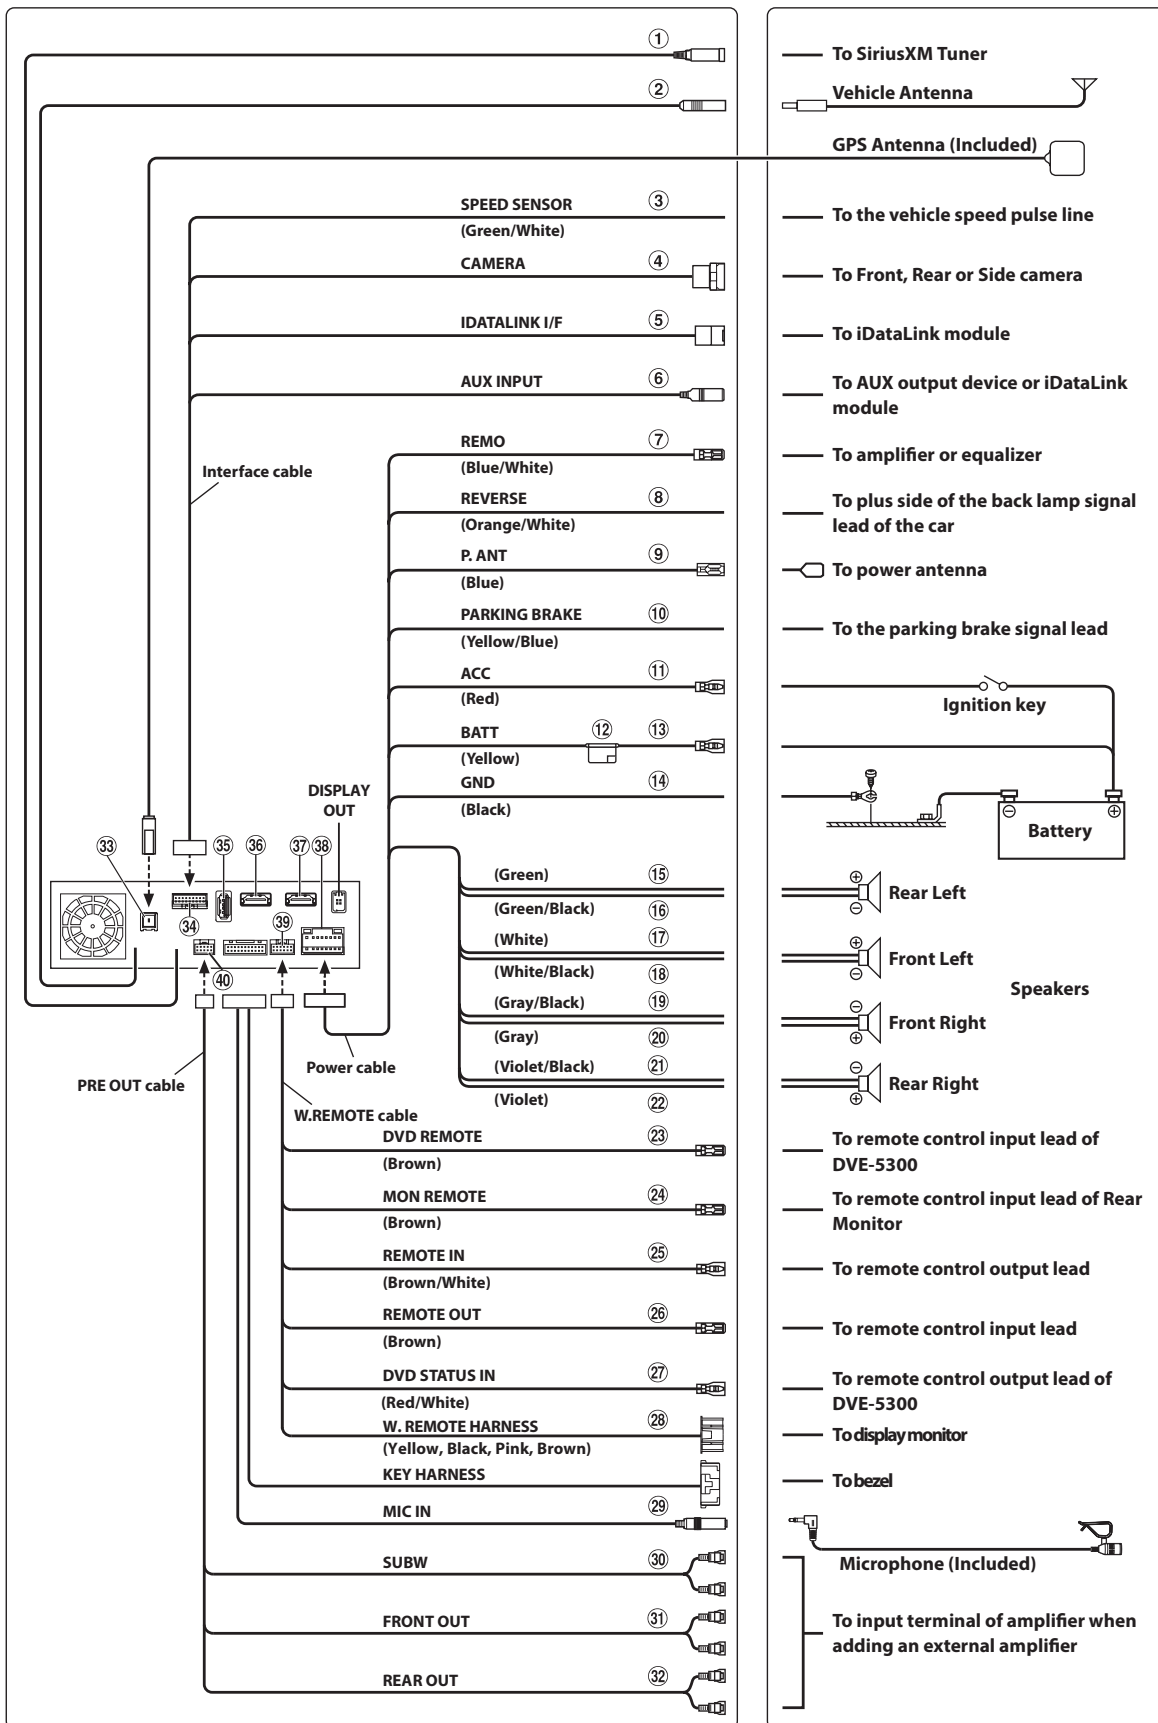 ① To SiriusXM Tuner
② Vehicle Antenna
GPS Antenna (Included)
SPEED SENSOR ③ To the vehicle speed pulse line
(Green/White)
CAMERA ④ To Front, Rear or Side camera
IDATALINK I/F ⑤ To iDataLink module
AUX INPUT ⑥ To AUX output device or iDataLink
module
Interface cable
REMO ⑦ To amplifier or equalizer
(Blue/White)
REVERSE ⑧ To plus side of the back lamp signal
(Orange/White) lead of the car
P. ANT ⑨ To power antenna
(Blue)
PARKING BRAKE ⑩ To the parking brake signal lead
(Yellow/Blue)
ACC ⑪
(Red) Ignition key
BATT ⑫ ⑬
(Yellow)
GND ⑭
(Black)
⊖ ⊕
Battery
DISPLAY
OUT
㉝ ㉟ ㊱ ㊲ ㊳
㉞ ㊴
㊵
(Green) ⑮ ⊕
Rear Left
(Green/Black) ⑯ ⊖
(White) ⑰ ⊕
Front Left
(White/Black) ⑱ ⊖
Speakers
(Gray/Black) ⑲ ⊖
Front Right
(Gray) ⑳ ⊕
(Violet/Black) ㉑ ⊖
Rear Right
(Violet) ㉒ ⊕
Power cable
PRE OUT cable
W.REMOTE cable
DVD REMOTE ㉓ To remote control input lead of
(Brown) DVE-5300
MON REMOTE ㉔ To remote control input lead of Rear
(Brown) Monitor
REMOTE IN ㉕ To remote control output lead
(Brown/White)
REMOTE OUT ㉖ To remote control input lead
(Brown)
DVD STATUS IN ㉗ To remote control output lead of
(Red/White) DVE-5300
W. REMOTE HARNESS ㉘ To display monitor
(Yellow, Black, Pink, Brown)
KEY HARNESS To bezel
MIC IN ㉙
Microphone (Included)
SUBW ㉚
FRONT OUT ㉛ To input terminal of amplifier when
adding an external amplifier
REAR OUT ㉜